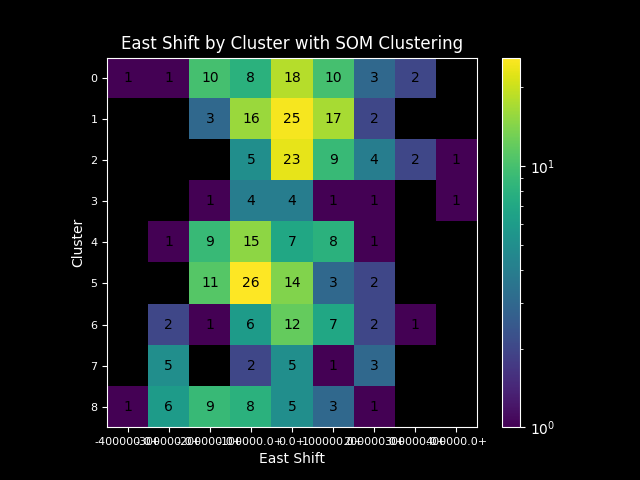 East Shift by Cluster with SOM Clustering
0 1 1 10 8 18 10 3 2
1 3 16 25 17 2
2 5 23 9 4 2 1
3 1 4 4 1 1 1
4 1 9 15 7 8 1
5 11 26 14 3 2
6 2 1 6 12 7 2 1
7 5 2 5 1 3
8 1 6 9 8 5 3 1
Cluster
0.0+
East Shift
10¹
10⁰